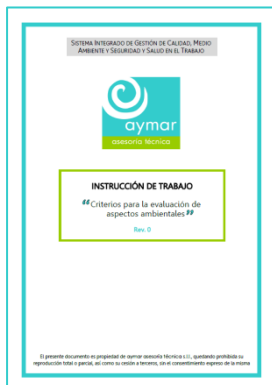 SISTEMA INTEGRADO DE GESTIÓN DE CALIDAD, MEDIO
AMBIENTE Y SEGURIDAD Y SALUD EN EL TRABAJO
aymar
asesoría técnica
INSTRUCCIÓN DE TRABAJO
“Criterios para la evaluación de
aspectos ambientales”
Rev. 0
El presente documento es propiedad de aymar asesoría técnica s.l., quedando prohibida su
reproducción total o parcial, así como su cesión a terceros, sin el consentimiento expreso de la misma